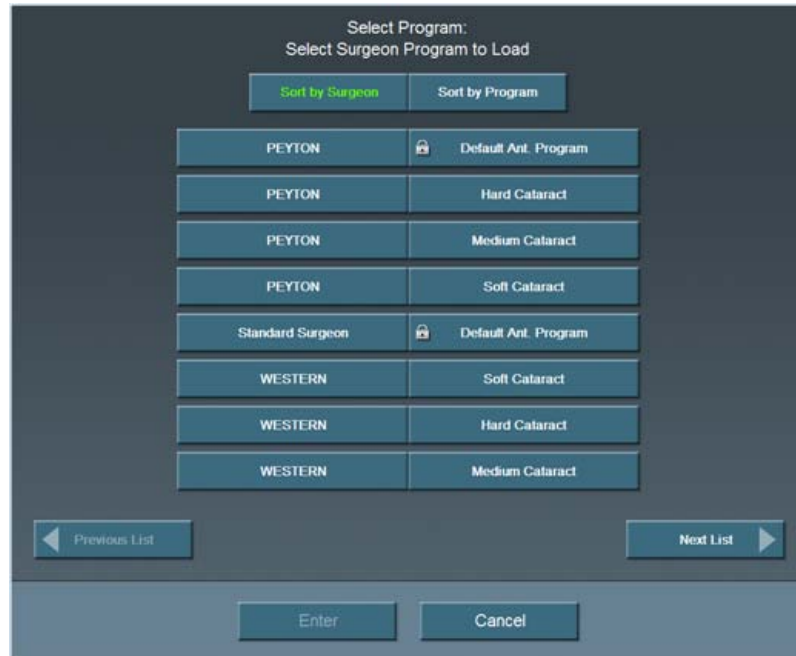 Select Program:
Select Surgeon Program to Load
Sort by Surgeon Sort by Program
PEYTON Default Ant. Program
PEYTON Hard Cataract
PEYTON Medium Cataract
PEYTON Soft Cataract
Standard Surgeon Default Ant. Program
WESTERN Soft Cataract
WESTERN Hard Cataract
WESTERN Medium Cataract
Previous List Next List
Enter Cancel